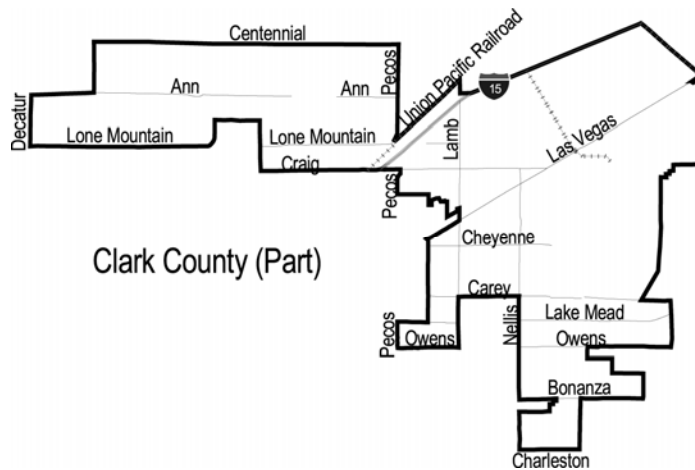 Centennial
Pecos
Union Pacific Railroad
15
Ann
Ann
Decatur
Lone Mountain
Lone Mountain
Lamb
Las Vegas
Craig
Pecos
Cheyenne
Clark County (Part)
Carey
Nellis
Lake Mead
Pecos
Owens
Owens
Bonanza
Charleston